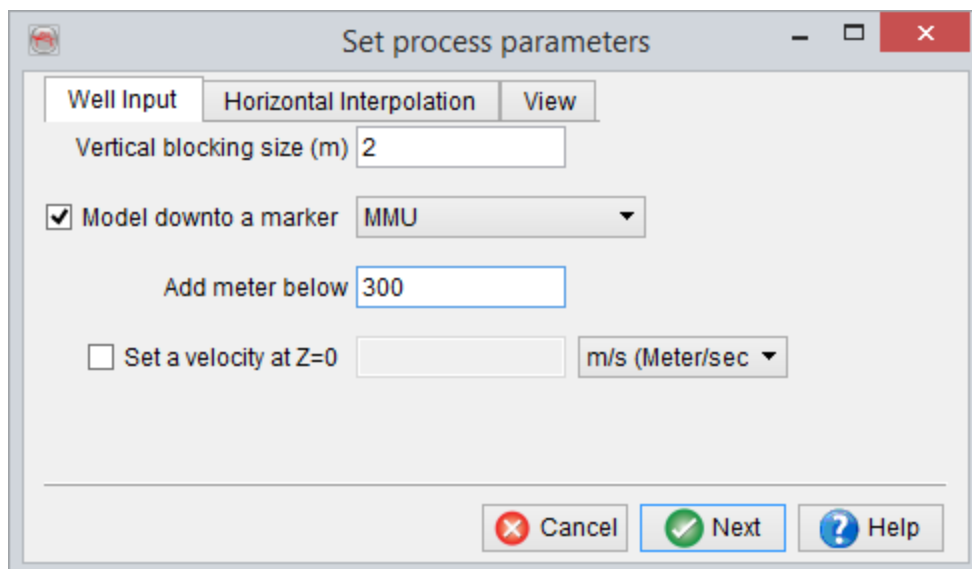 Set process parameters
Well Input Horizontal Interpolation View
Vertical blocking size (m) 2
Model downto a marker MMU
Add meter below 300
Set a velocity at Z=0 m/s (Meter/sec
Cancel Next ? Help